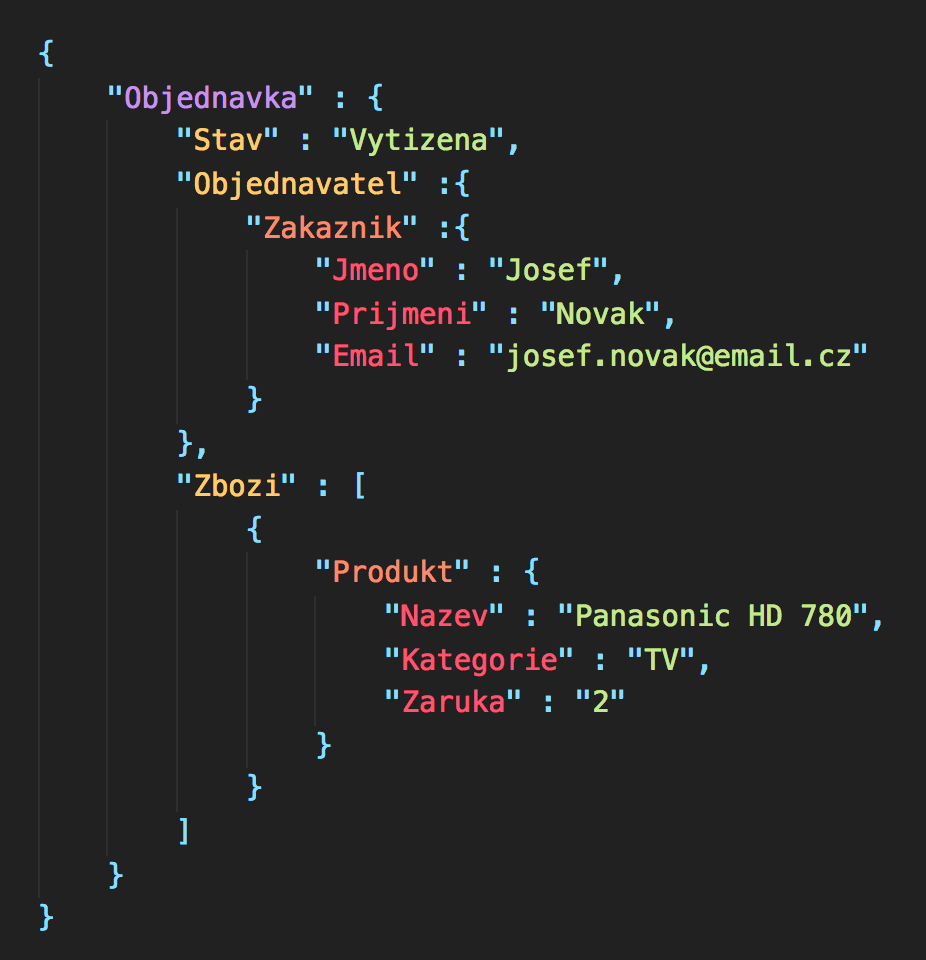 {
"Objednavka" : {
"Stav" : "Vytizena",
"Objednavatel" :{
"Zakaznik" :{
"Jmeno" : "Josef",
"Prijmeni" : "Novak",
"Email" : "josef.novak@email.cz"
}
},
"Zbozi" : [
{
"Produkt" : {
"Nazev" : "Panasonic HD 780",
"Kategorie" : "TV",
"Zaruka" : "2"
}
}
]
}
}